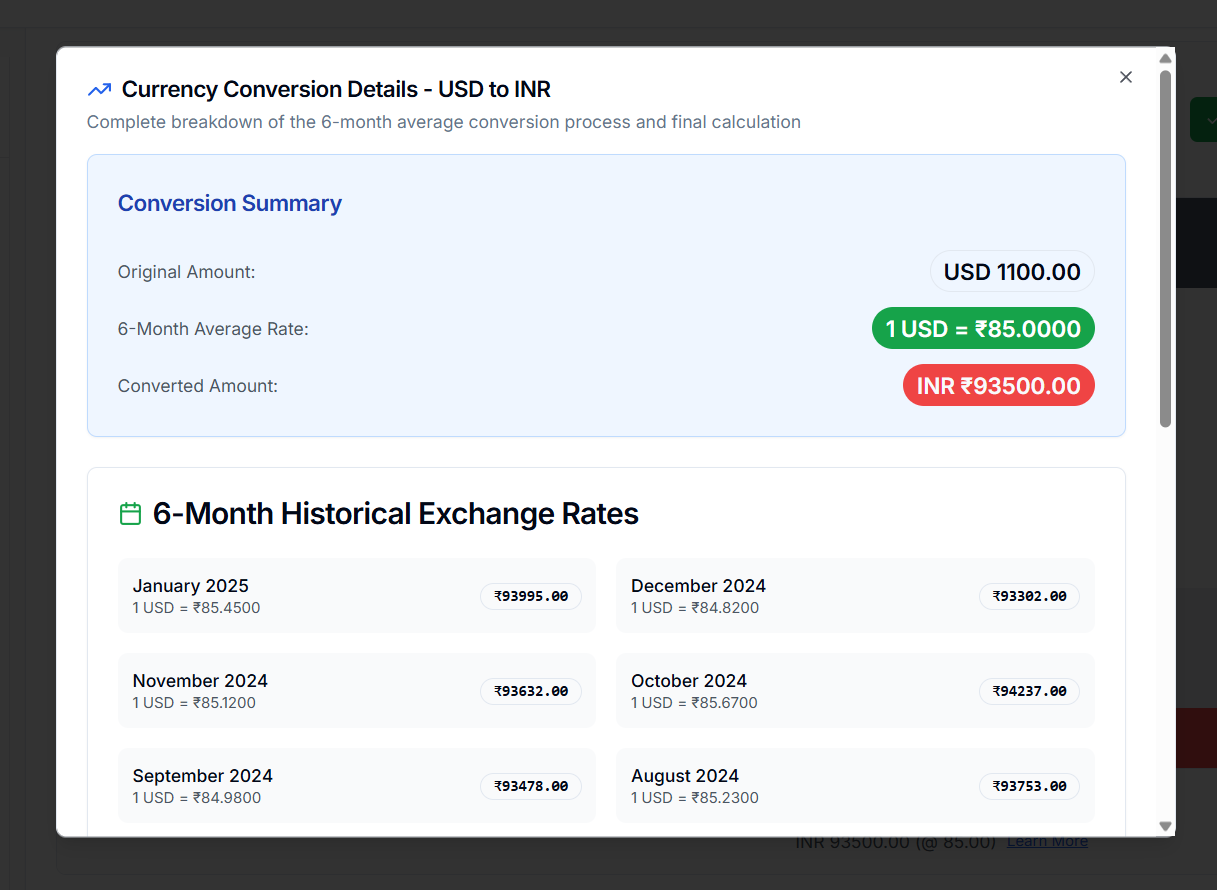 Currency Conversion Details - USD to INR
Complete breakdown of the 6-month average conversion process and final calculation
Conversion Summary
Original Amount: USD 1100.00
6-Month Average Rate: 1 USD = ₹85.0000
Converted Amount: INR ₹93500.00
6-Month Historical Exchange Rates
January 2025
1 USD = ₹85.4500
₹93995.00
December 2024
1 USD = ₹84.8200
₹93302.00
November 2024
1 USD = ₹85.1200
₹93632.00
October 2024
1 USD = ₹85.6700
₹94237.00
September 2024
1 USD = ₹84.9800
₹93478.00
August 2024
1 USD = ₹85.2300
₹93753.00
INR 93500.00 (@ 85.00) Learn More